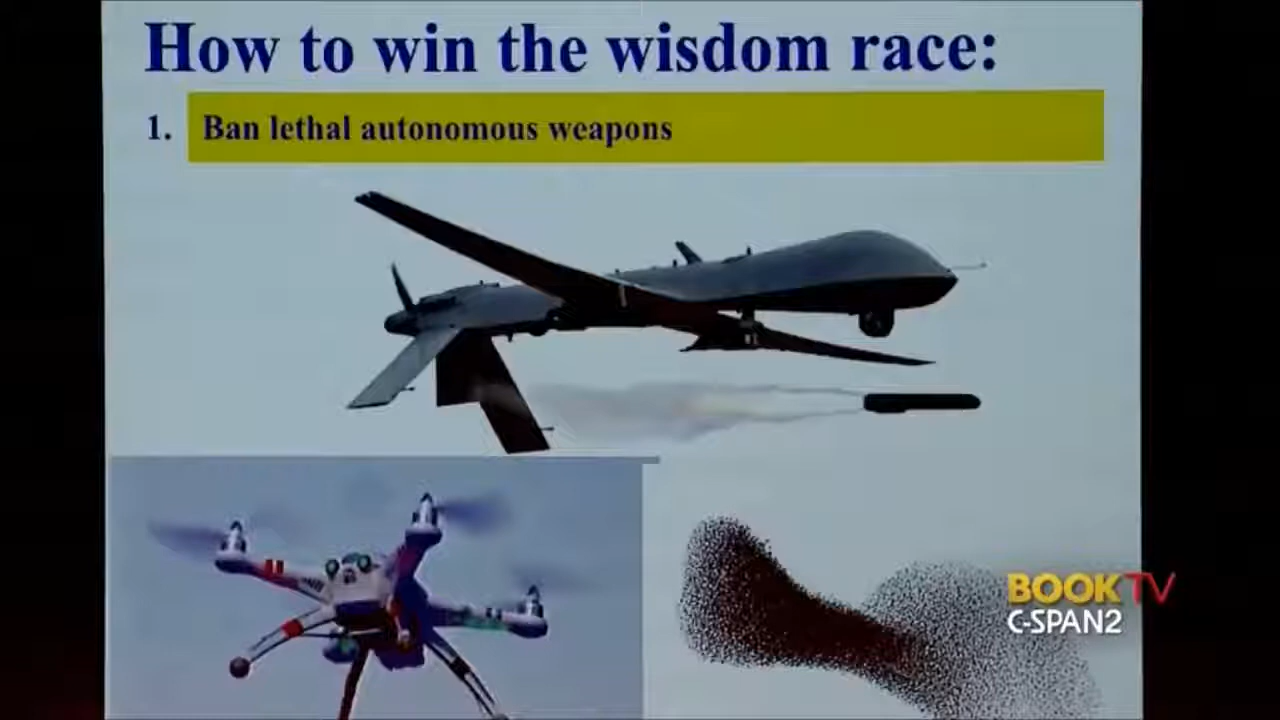 How to win the wisdom race:
1. Ban lethal autonomous weapons
BOOK TV
C-SPAN2